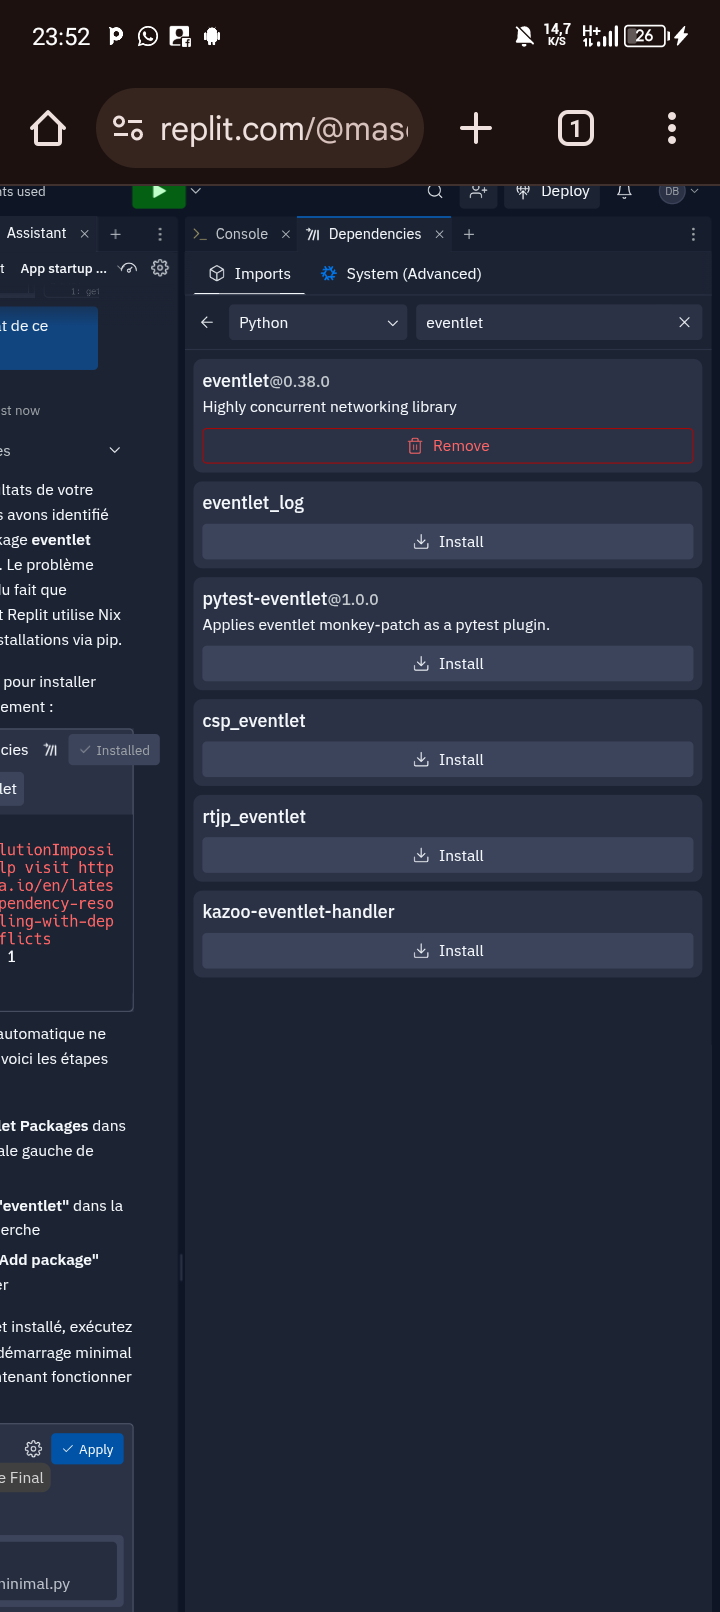 23:52
14,7 K/S
H+
26
replit.com/@mas
1
nts used
Deploy
DB
Assistant
Console
Dependencies
App startup ...
Imports
System (Advanced)
1: get
at de ce
Python
eventlet
st now
eventlet@0.38.0
Highly concurrent networking library
Remove
es
ltats de votre
s avons identifié
kage eventlet
. Le problème
du fait que
t Replit utilise Nix
stallations via pip.
eventlet_log
Install
pytest-eventlet@1.0.0
Applies eventlet monkey-patch as a pytest plugin.
Install
pour installer
ement :
csp_eventlet
Install
cies
Installed
let
rtjp_eventlet
Install
lutionImpossi
lp visit http
a.io/en/lates
pendency-reso
ling-with-dep
flicts
1
kazoo-eventlet-handler
Install
automatique ne
voici les étapes
let Packages dans
ale gauche de
"eventlet" dans la
erche
"Add package"
er
et installé, exécutez
démarrage minimal
ntenant fonctionner
Apply
e Final
minimal.py